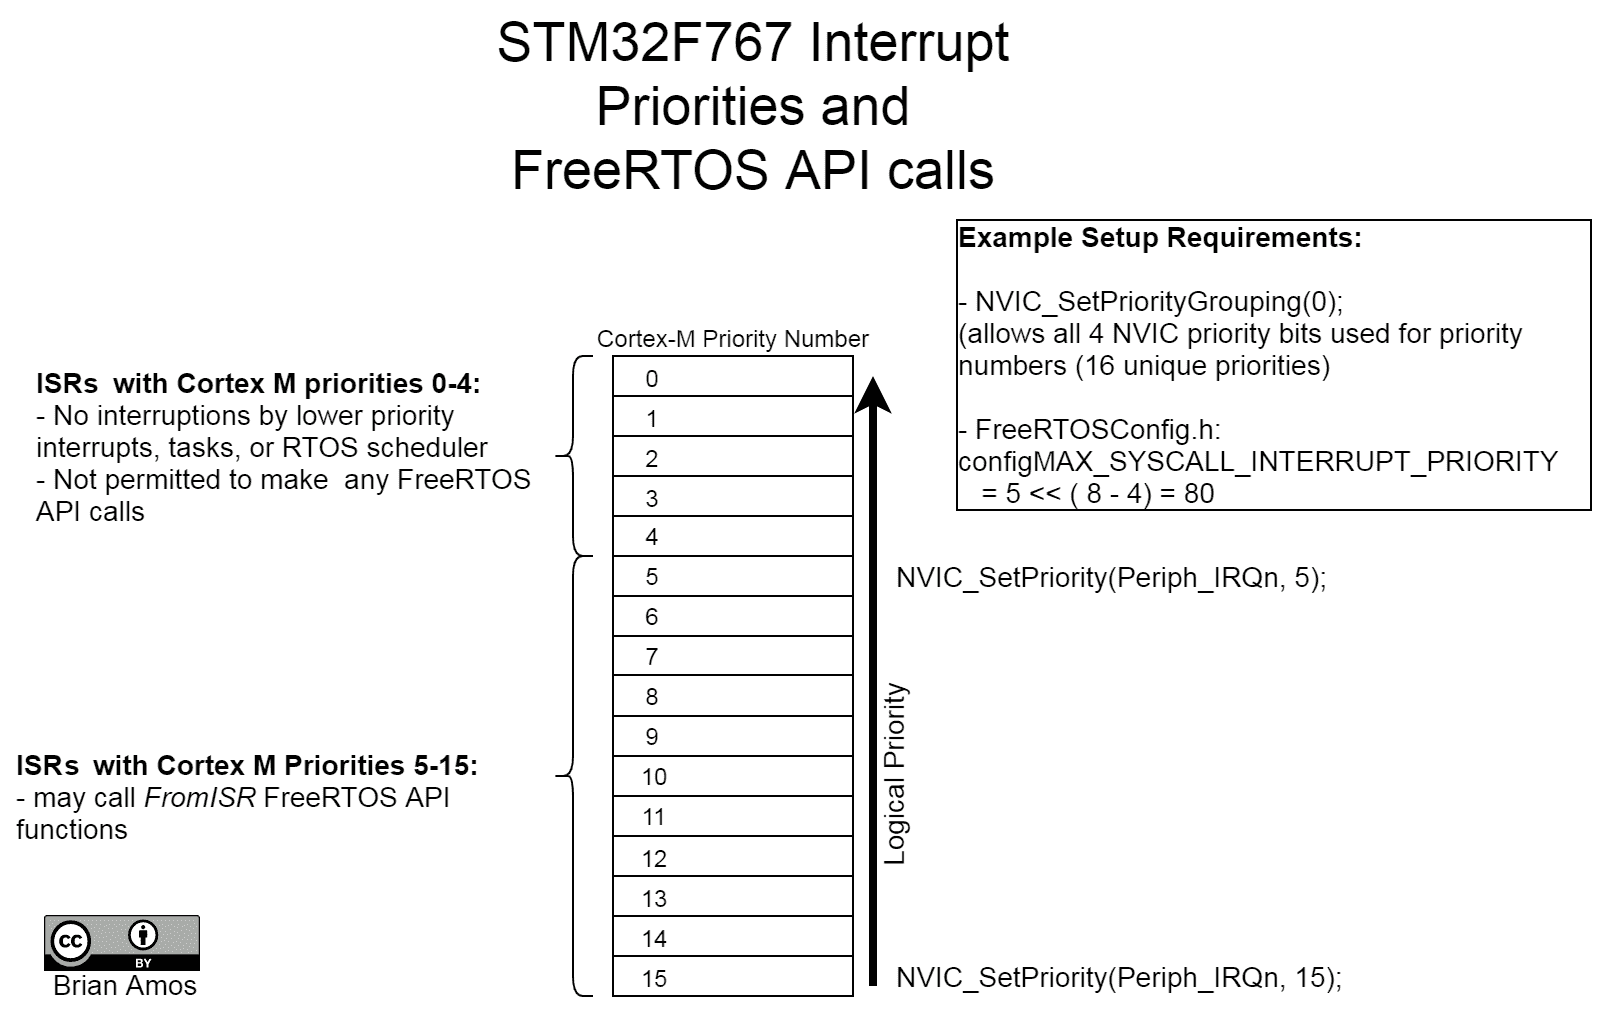 STM32F767 Interrupt
Priorities and
FreeRTOS API calls
Example Setup Requirements:
- NVIC_SetPriorityGrouping(0);
(allows all 4 NVIC priority bits used for priority
numbers (16 unique priorities)
- FreeRTOSConfig.h:
configMAX_SYSCALL_INTERRUPT_PRIORITY
= 5 << ( 8 - 4) = 80
Cortex-M Priority Number
0
1
2
3
4
5
6
7
8
9
10
11
12
13
14
15
ISRs  with Cortex M priorities 0-4:
- No interruptions by lower priority
interrupts, tasks, or RTOS scheduler
- Not permitted to make  any FreeRTOS
API calls
NVIC_SetPriority(Periph_IRQn, 5);
Logical Priority
ISRs  with Cortex M Priorities 5-15:
- may call FromISR FreeRTOS API
functions
NVIC_SetPriority(Periph_IRQn, 15);
cc
BY
Brian Amos